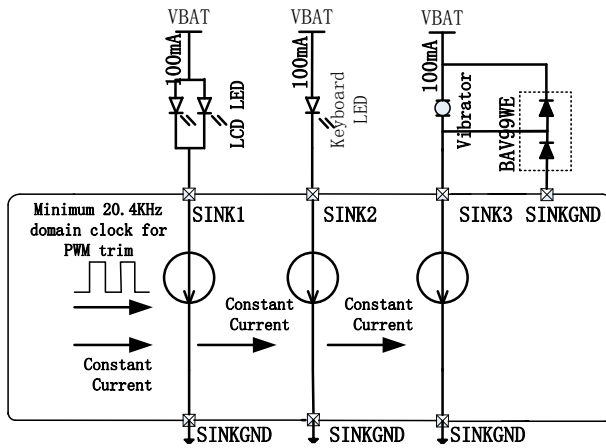 VBAT
VBAT
VBAT
100mA
LCD LED
100mA
Keyboard
LED
100mA
Vibrator
BAV99WE
Minimum 20.4KHz
domain clock for
PWM trim
SINK1
SINK2
SINK3
SINKGND
Constant
Current
Constant
Current
Constant
Current
SINKGND
SINKGND
SINKGND